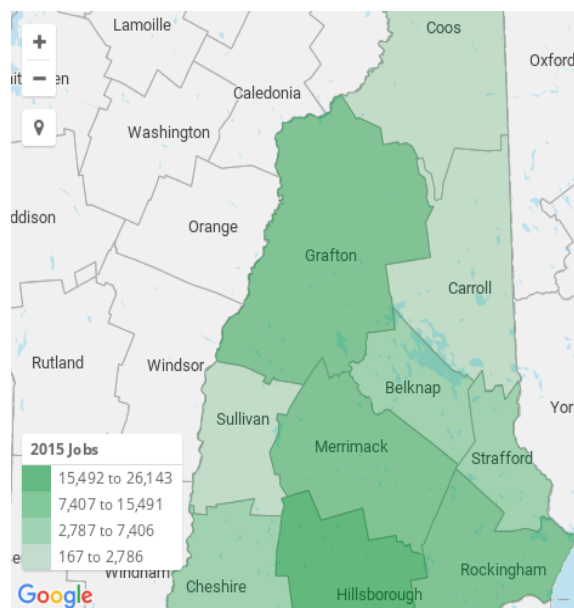 Lamoille
Coos
+
Oxford
−
Caledonia
Washington
ddison
Orange
Grafton
Carroll
Rutland
Windsor
Belknap
Sullivan
Yor
Merrimack
Strafford
2015 Jobs
15,492 to 26,143
7,407 to 15,491
2,787 to 7,406
167 to 2,786
Windham
Rockingham
Cheshire
Hillsborough
Google